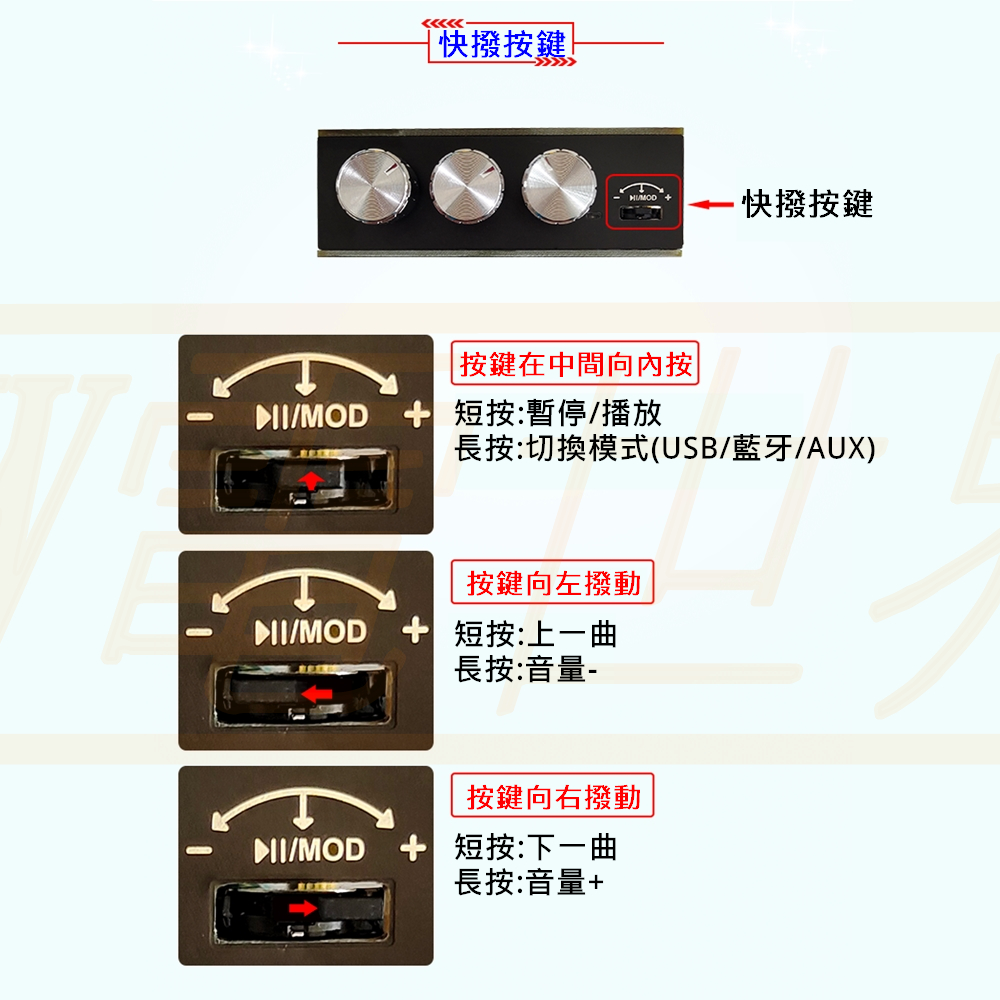 快撥按鍵
- ▶II/MOD +
快撥按鍵
- ▶II/MOD +
按鍵在中間向內按
短按:暫停/播放
長按:切換模式(USB/藍牙/AUX)
- ▶II/MOD +
按鍵向左撥動
短按:上一曲
長按:音量-
- ▶II/MOD +
按鍵向右撥動
短按:下一曲
長按:音量+